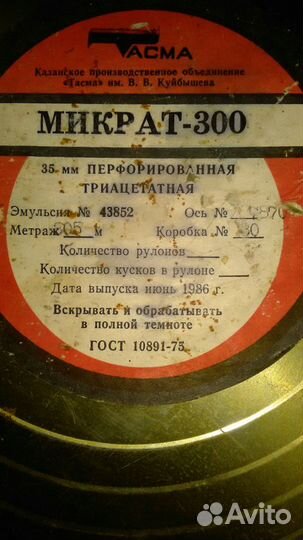 ТАСМА
Казанское производственное объединение
«Тасма» им. В. В. Куйбышева
МИКРАТ-300
35 мм ПЕРФОРИРОВАННАЯ
ТРИАЦЕТАТНАЯ
Эмульсия № 43852 Ось №
Метраж 05 м Коробка № 30
Количество рулонов
Количество кусков в рулоне
Дата выпуска июнь 1986 г.
Вскрывать и обрабатывать
в полной темноте
ГОСТ 10891-75
Avito